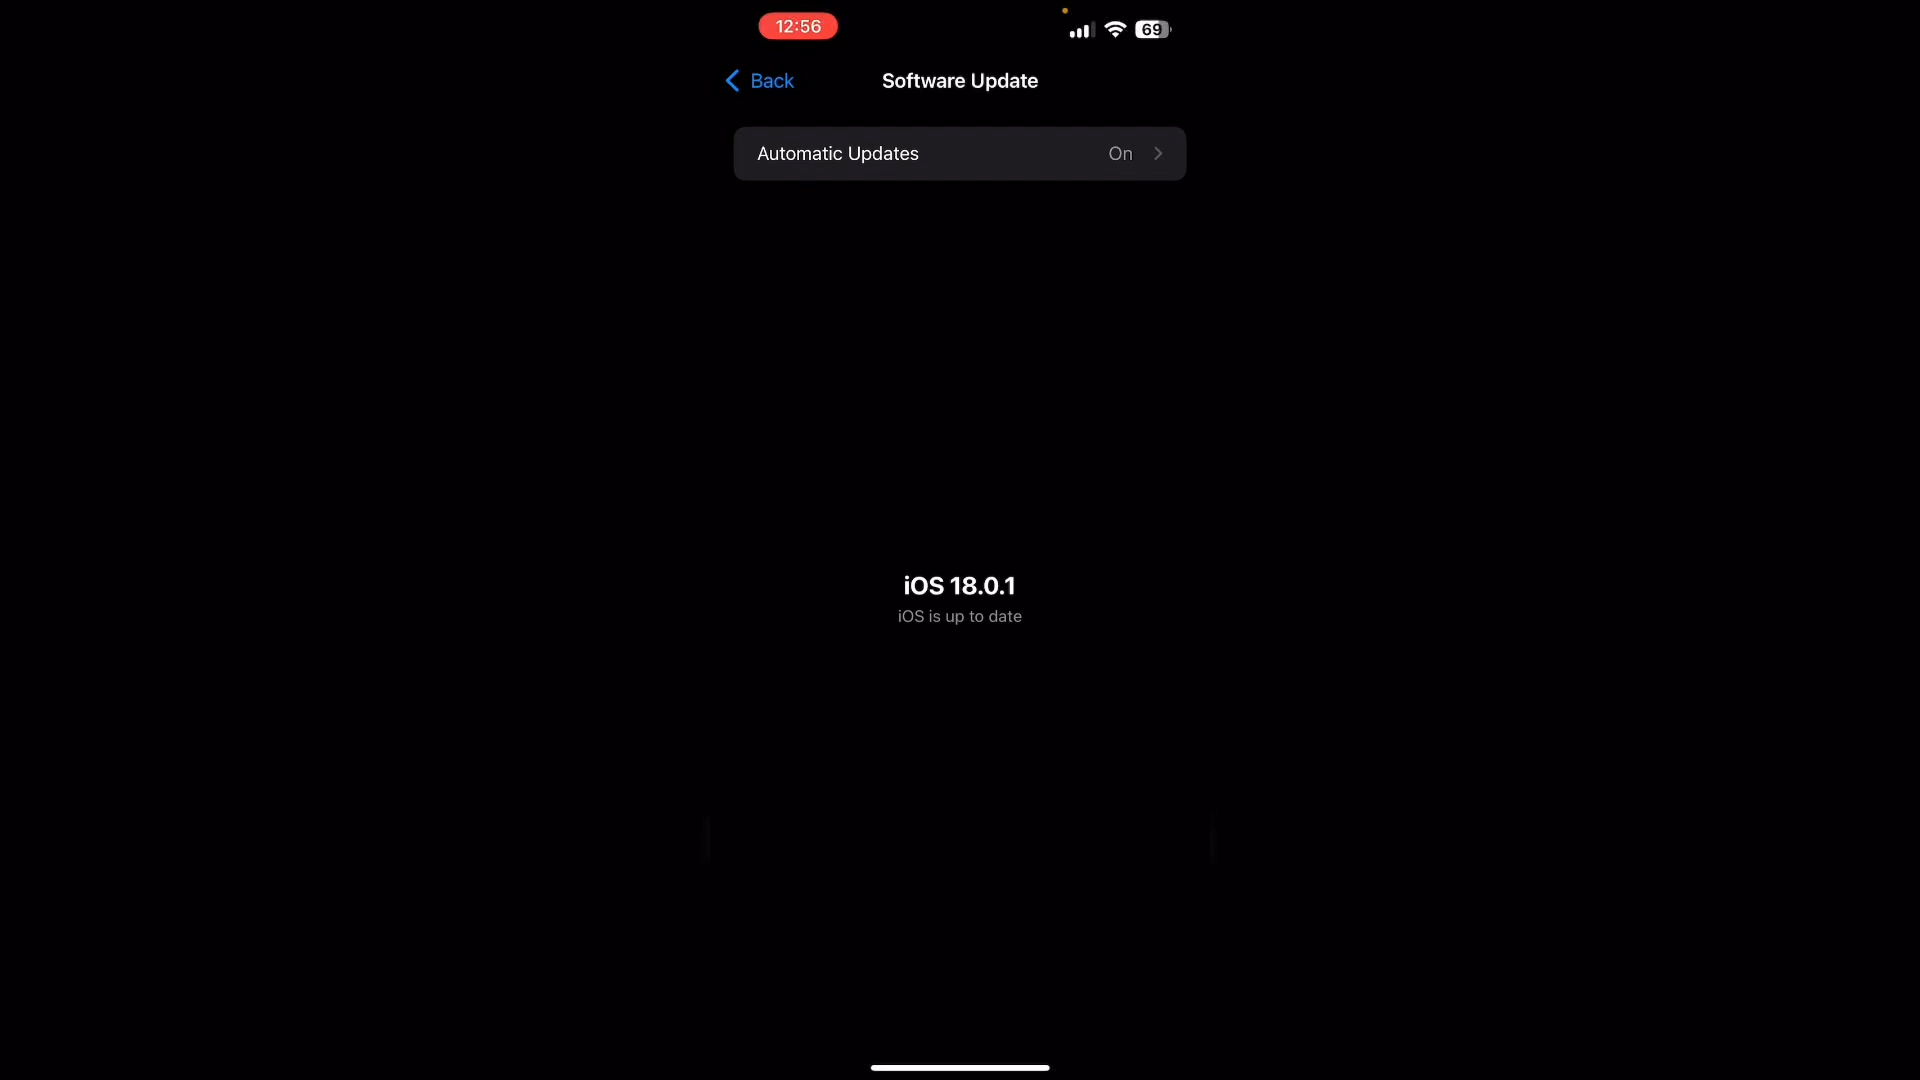 12:56
69
Back
Software Update
Automatic Updates
On
iOS 18.0.1
iOS is up to date